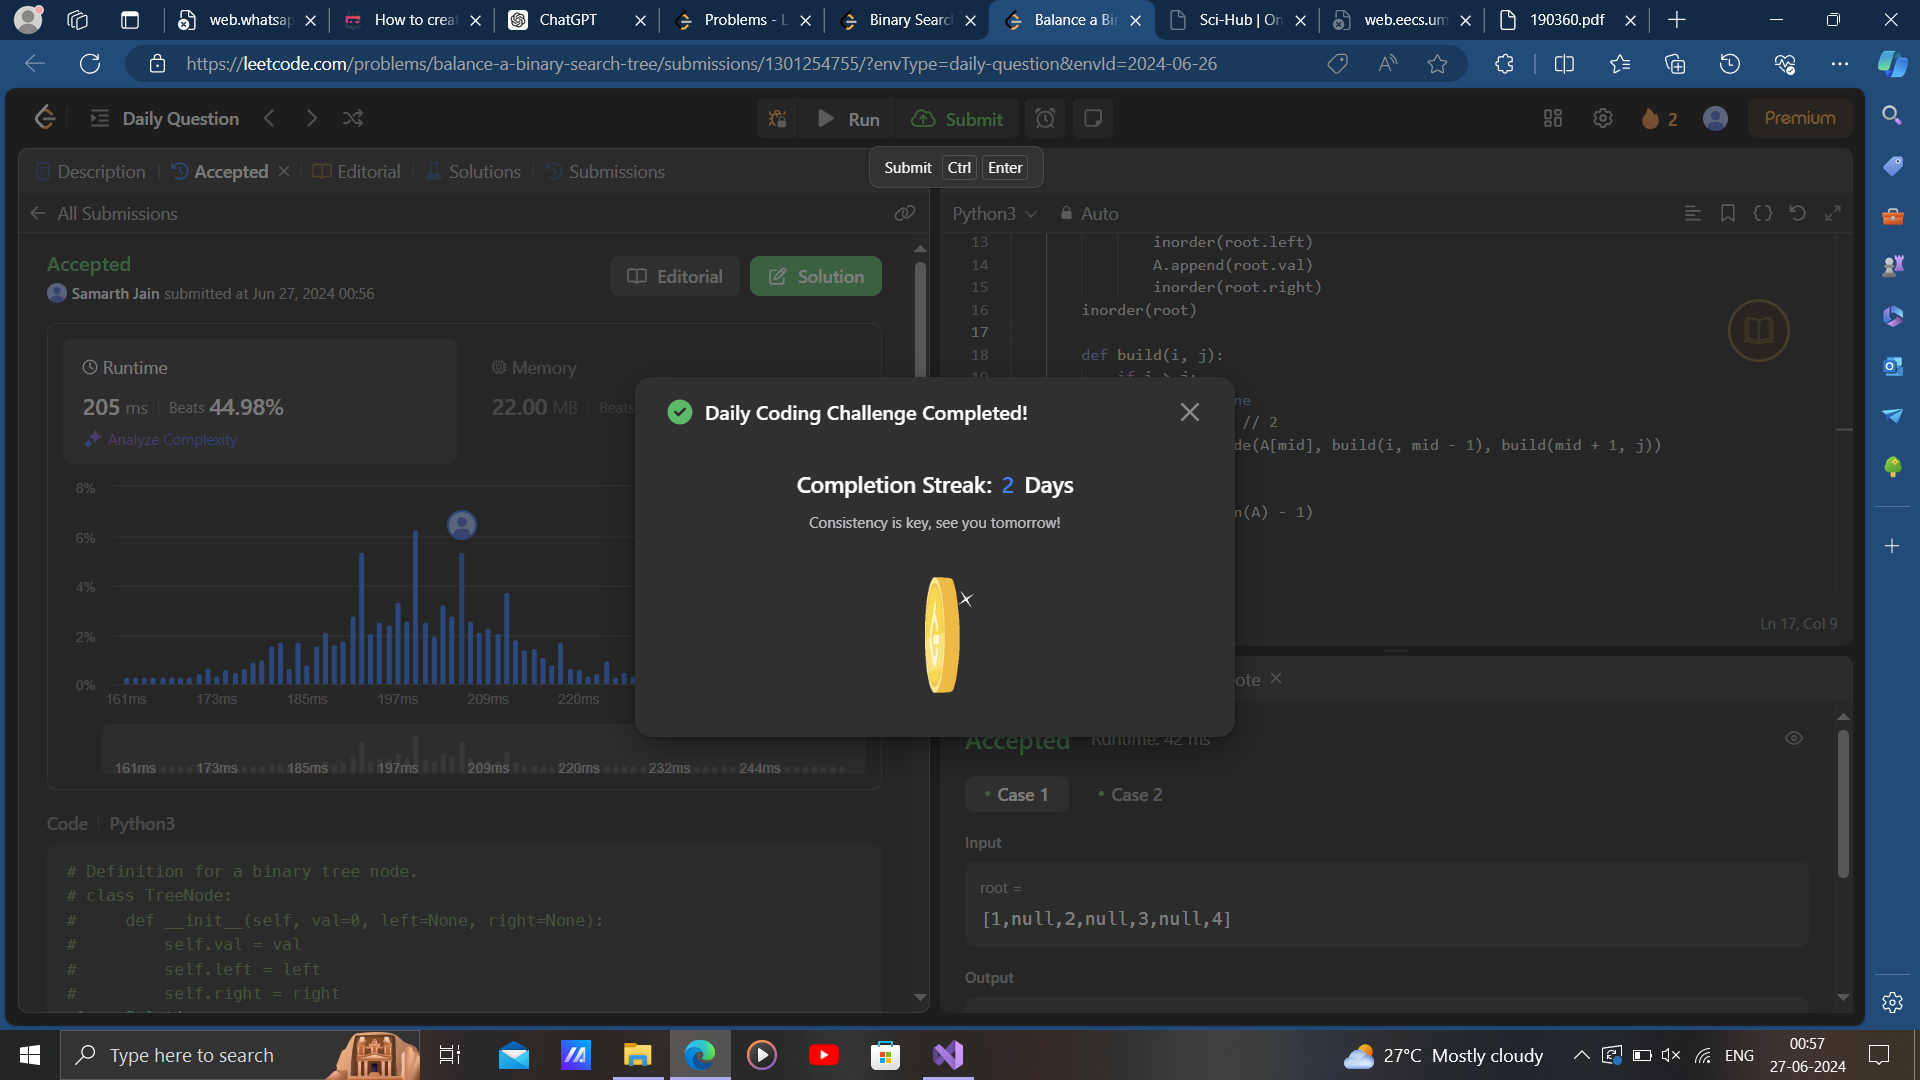 web.whatsap
How to creat
ChatGPT
Problems - L
Binary Searc
Balance a Bi
Sci-Hub | On
web.eecs.um
190360.pdf
https://leetcode.com/problems/balance-a-binary-search-tree/submissions/1301254755/?envType=daily-question&envId=2024-06-26
Daily Question
Run
Submit
2
Premium
Submit Ctrl Enter
Description
Accepted
Editorial
Solutions
Submissions
All Submissions
Accepted
Samarth Jain submitted at Jun 27, 2024 00:56
Editorial
Solution
Runtime
205 ms Beats 44.98%
Analyze Complexity
Memory
22.00 MB Beats
8%
6%
4%
2%
0%
161ms 173ms 185ms 197ms 209ms 220ms
161ms 173ms 185ms 197ms 209ms 220ms 232ms 244ms
Code Python3
# Definition for a binary tree node.
# class TreeNode:
# def __init__(self, val=0, left=None, right=None):
# self.val = val
# self.left = left
# self.right = right
Python3 Auto
13 inorder(root.left)
14 A.append(root.val)
15 inorder(root.right)
16 inorder(root)
17
18 def build(i, j):
ne
// 2
de(A[mid], build(i, mid - 1), build(mid + 1, j))
n(A) - 1)
Ln 17, Col 9
Daily Coding Challenge Completed!
Completion Streak: 2 Days
Consistency is key, see you tomorrow!
ote
Accepted Runtime: 42 ms
Case 1 Case 2
Input
root =
[1,null,2,null,3,null,4]
Output
Type here to search
27°C Mostly cloudy
ENG
00:57
27-06-2024